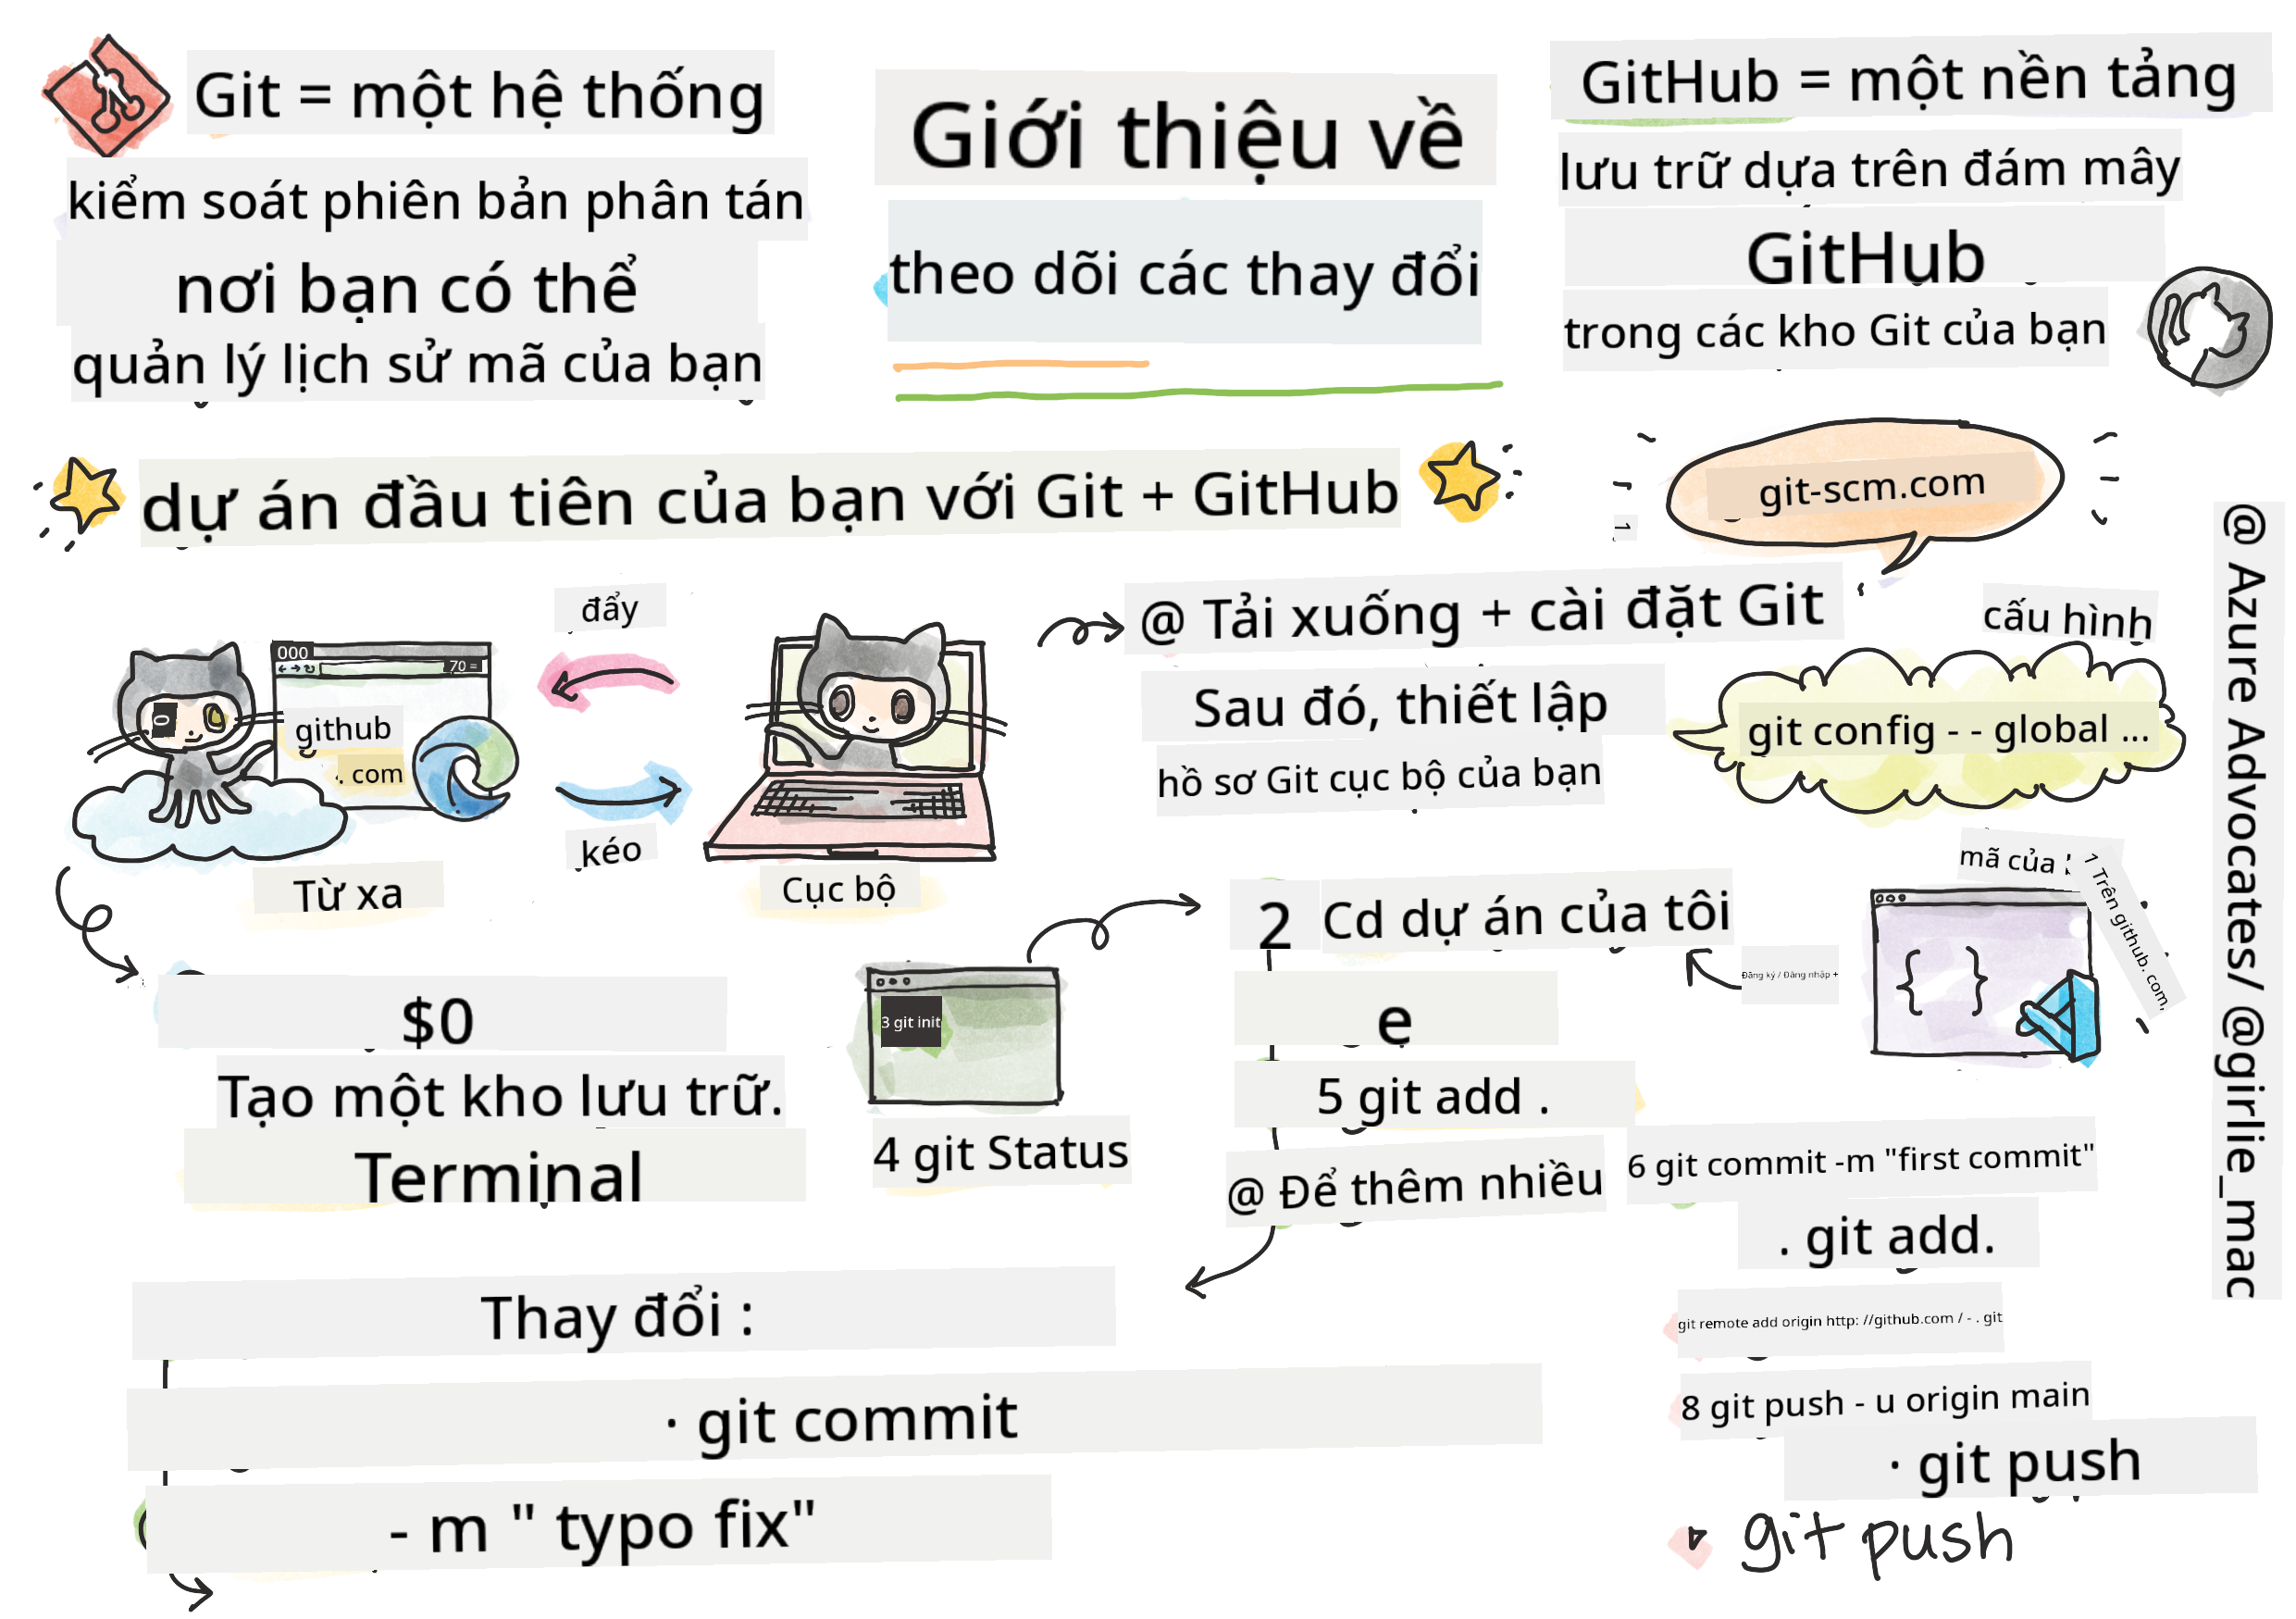 Git = một hệ thống
kiểm soát phiên bản phân tán
nơi bạn có thể
quản lý lịch sử mã của bạn
Giới thiệu về
theo dõi các thay đổi
GitHub = một nền tảng
lưu trữ dựa trên đám mây
GitHub
trong các kho Git của bạn
dự án đầu tiên của bạn với Git + GitHub
git-scm.com
1
đẩy
@ Tải xuống + cài đặt Git
cấu hình
000
70 =
0
github
. com
Sau đó, thiết lập
hồ sơ Git cục bộ của bạn
git config - - global ...
kéo
Từ xa
Cục bộ
mã của
1 Trên github. com,
2 Cd dự án của tôi
Đăng ký / Đăng nhập +
{ }
$0
Tạo một kho lưu trữ.
Terminal
3 git init
4 git Status
ẹ
5 git add .
@ Để thêm nhiều
6 git commit -m "first commit"
. git add.
git remote add origin http: //github.com / - . git
8 git push - u origin main
· git push
git push
Thay đổi :
· git commit
- m " typo fix"
@ Azure Advocates/ @girlie_mac